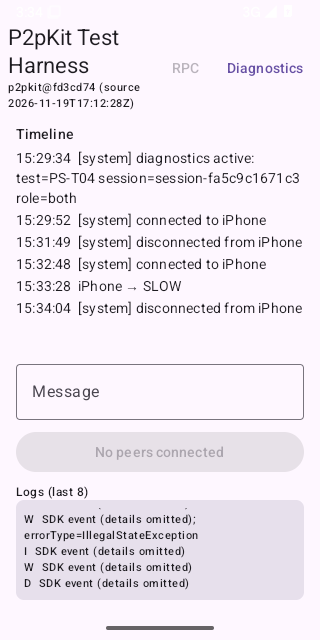 P2pKit Test
Harness
RPC
Diagnostics
p2pkit@fd3cd74 (source
2026-11-19T17:12:28Z)
Timeline
15:29:34 [system] diagnostics active:
test=PS-T04 session=session-fa5c9c1671c3
role=both
15:29:52 [system] connected to iPhone
15:31:49 [system] disconnected from iPhone
15:32:48 [system] connected to iPhone
15:33:28 iPhone → SLOW
15:34:04 [system] disconnected from iPhone
Message
No peers connected
Logs (last 8)
W SDK event (details omitted);
errorType=IllegalStateException
I SDK event (details omitted)
W SDK event (details omitted)
D SDK event (details omitted)